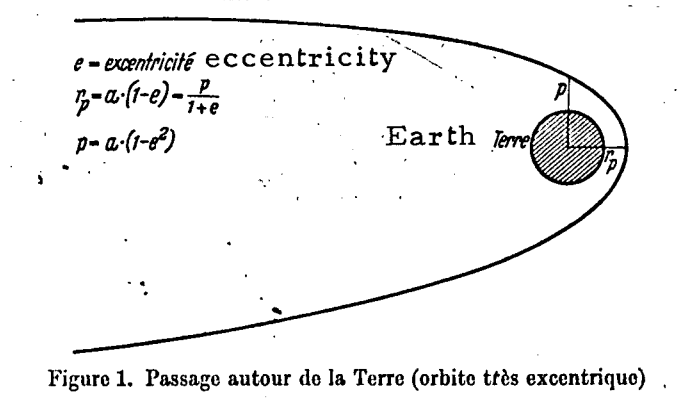 e = excentricité eccentricity
r_p = a·(1-e) = p/(1+e)
p = a·(1-e²)
p
Earth Terre
r_p
Figure 1. Passage autour de la Terre (orbite très excentrique)